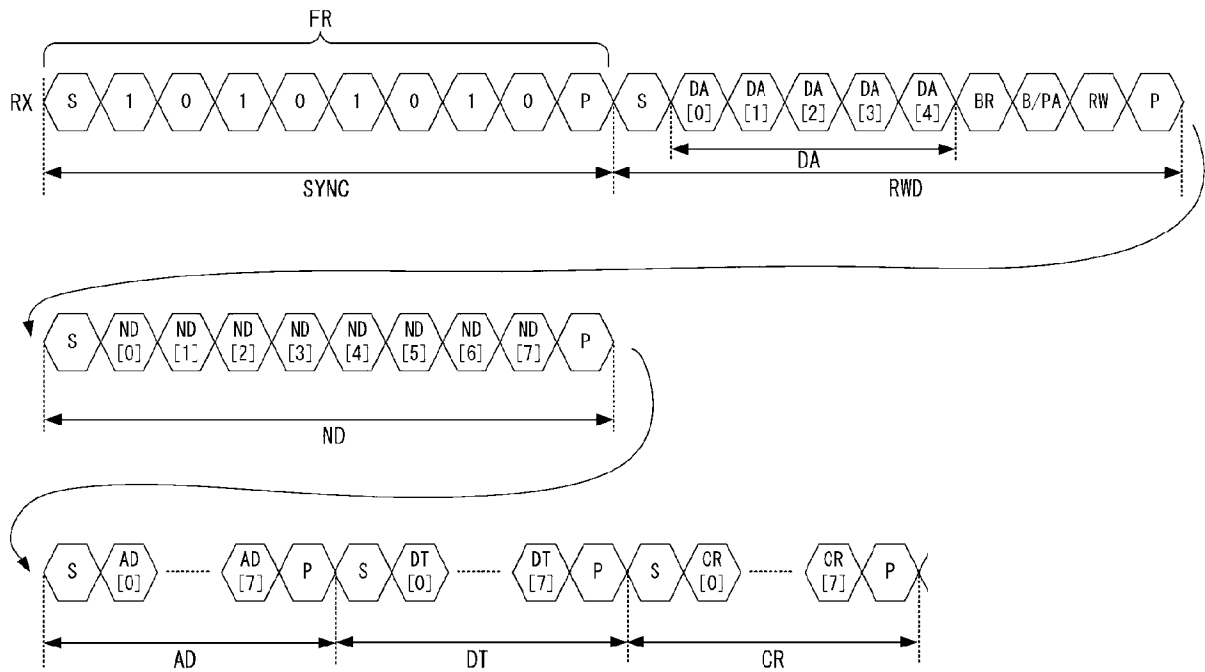 FR
RX S 1 0 1 0 1 0 1 0 P S DA [0] DA [1] DA [2] DA [3] DA [4] BR B/PA RW P
DA
SYNC RWD
S ND [0] ND [1] ND [2] ND [3] ND [4] ND [5] ND [6] ND [7] P
ND
S AD [0] ........ AD [7] P S DT [0] ........ DT [7] P S CR [0] ........ CR [7] P
AD DT CR